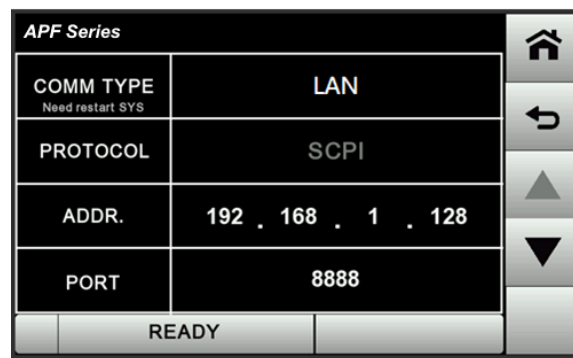 APF Series
COMM TYPE
Need restart SYS
LAN
PROTOCOL
SCPI
ADDR.
192 . 168 . 1 . 128
PORT
8888
READY